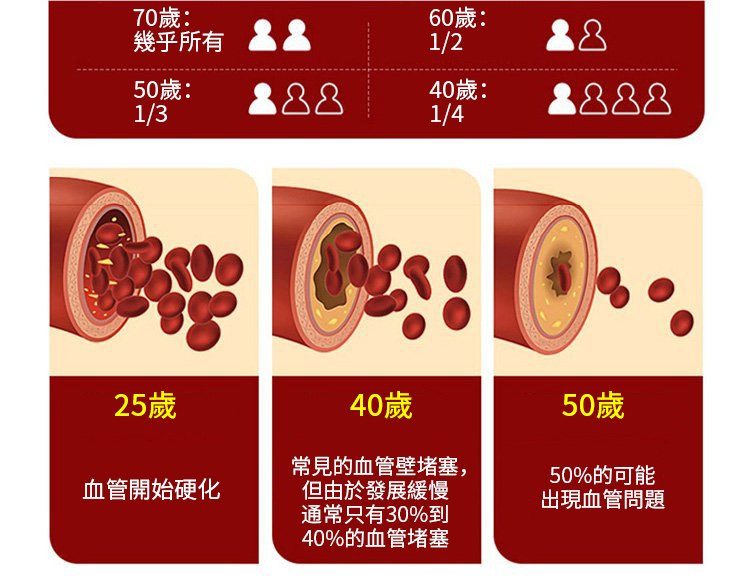 70歲：
幾乎所有
60歲：
1/2
50歲：
1/3
40歲：
1/4
25歲
血管開始硬化
40歲
常見的血管壁堵塞，
但由於發展緩慢
通常只有30%到
40%的血管堵塞
50歲
50%的可能
出現血管問題